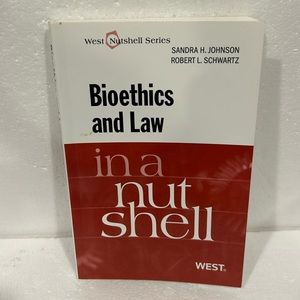 West Nutshell Series
SANDRA H. JOHNSON
ROBERT L. SCHWARTZ
Bioethics
and Law
in a
nut
shell
WEST®